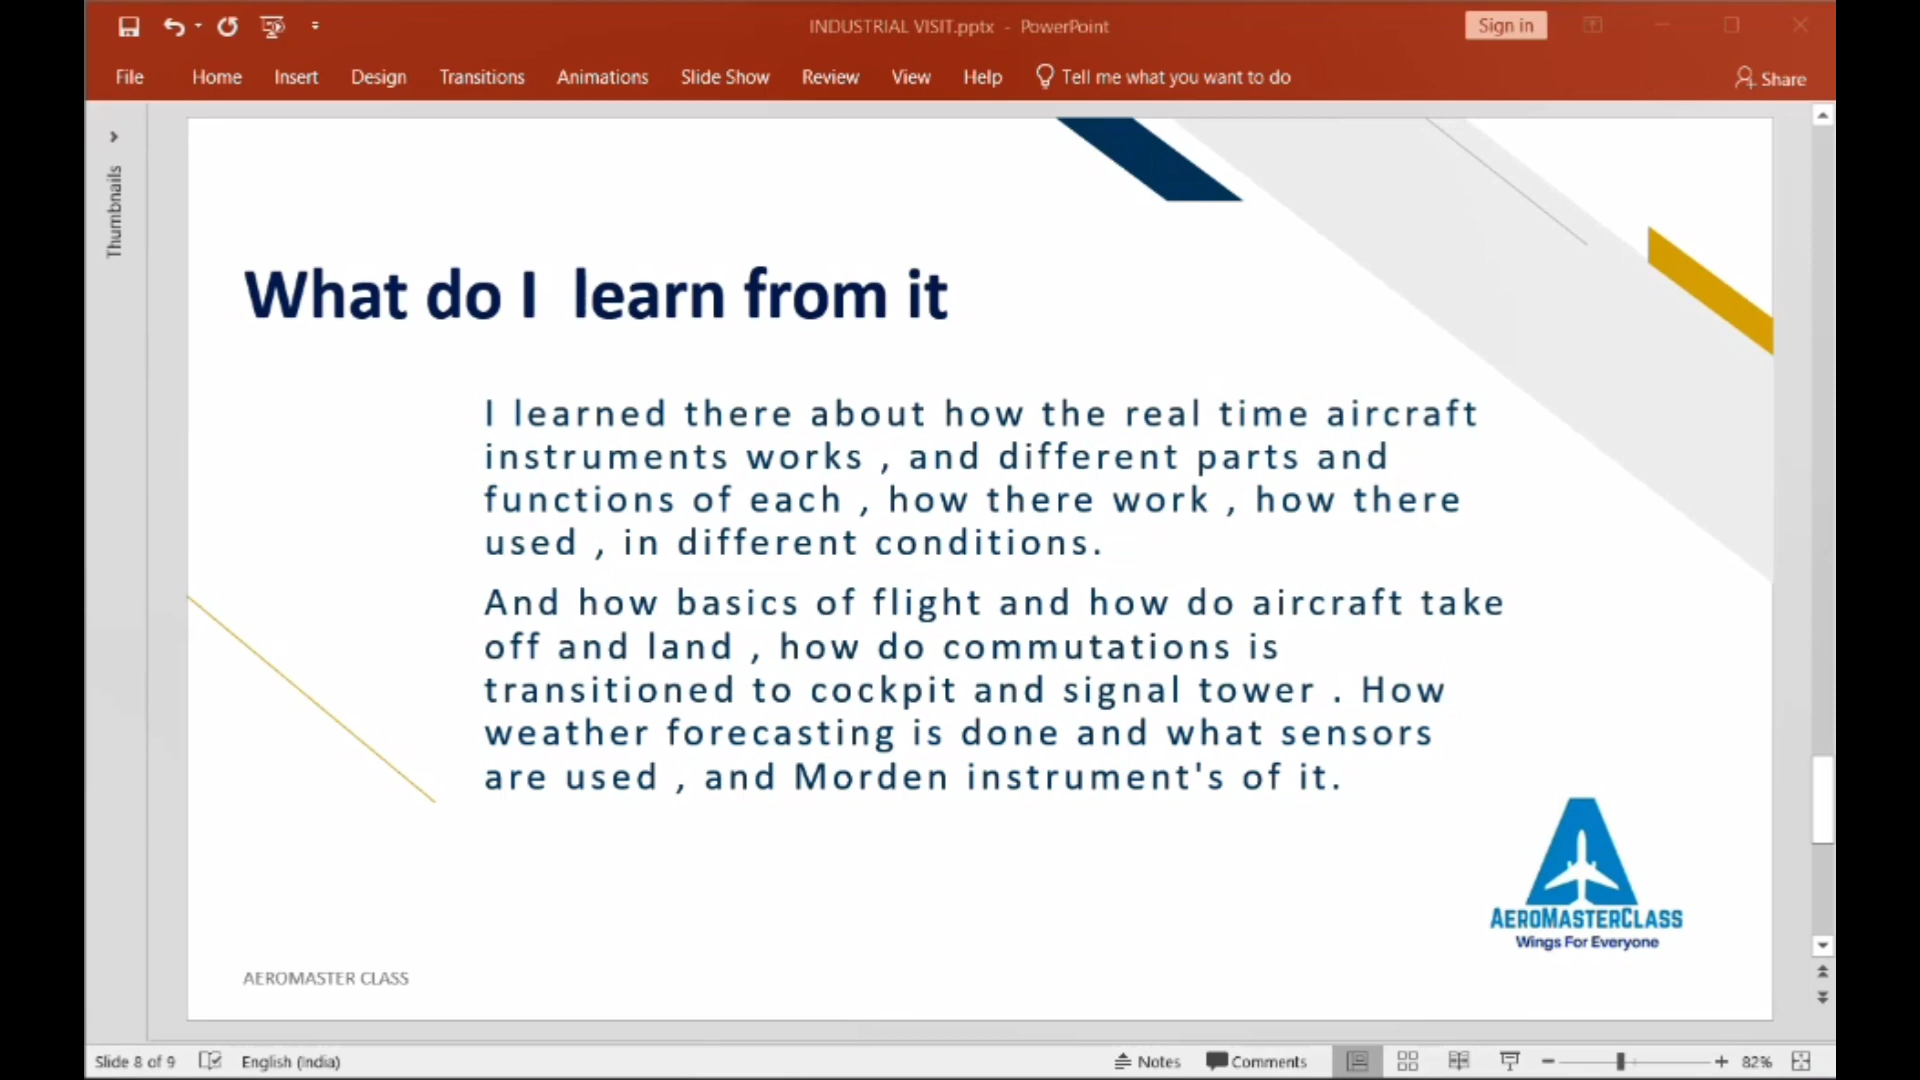 INDUSTRIAL VISIT.pptx - PowerPoint
Sign in
File Home Insert Design Transitions Animations Slide Show Review View Help Tell me what you want to do
Share
Thumbnails
What do I learn from it
I learned there about how the real time aircraft
instruments works , and different parts and
functions of each , how there work , how there
used , in different conditions.
And how basics of flight and how do aircraft take
off and land , how do commutations is
transitioned to cockpit and signal tower . How
weather forecasting is done and what sensors
are used , and Morden instrument's of it.
AEROMASTERCLASS
Wings For Everyone
AEROMASTER CLASS
Slide 8 of 9 English (India) Notes Comments 82%